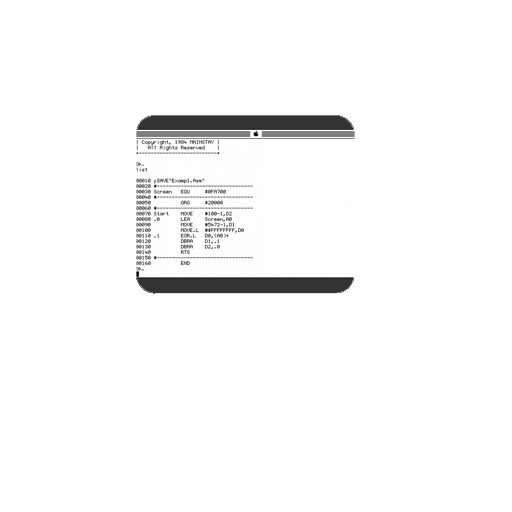 | Copyright, 1984 MAINSTAY |
| All Rights Reserved |
+------------------------+
Ok.
list
00010 ;SAVE"Examp1.Asm"
00020 *----------------------------
00030 Screen EQU $0FA700
00040 *----------------------------
00050 ORG $20000
00060 *----------------------------
00070 Start MOVE #100-1,D2
00080 .0 LEA Screen,A0
00090 MOVE #5472-1,D1
00100 MOVE.L #$FFFFFFFF,D0
00110 .1 EOR.L D0,(A0)+
00120 DBRA D1,.1
00130 DBRA D2,.0
00140 RTS
00150 *----------------------------
00160 END
Ok.